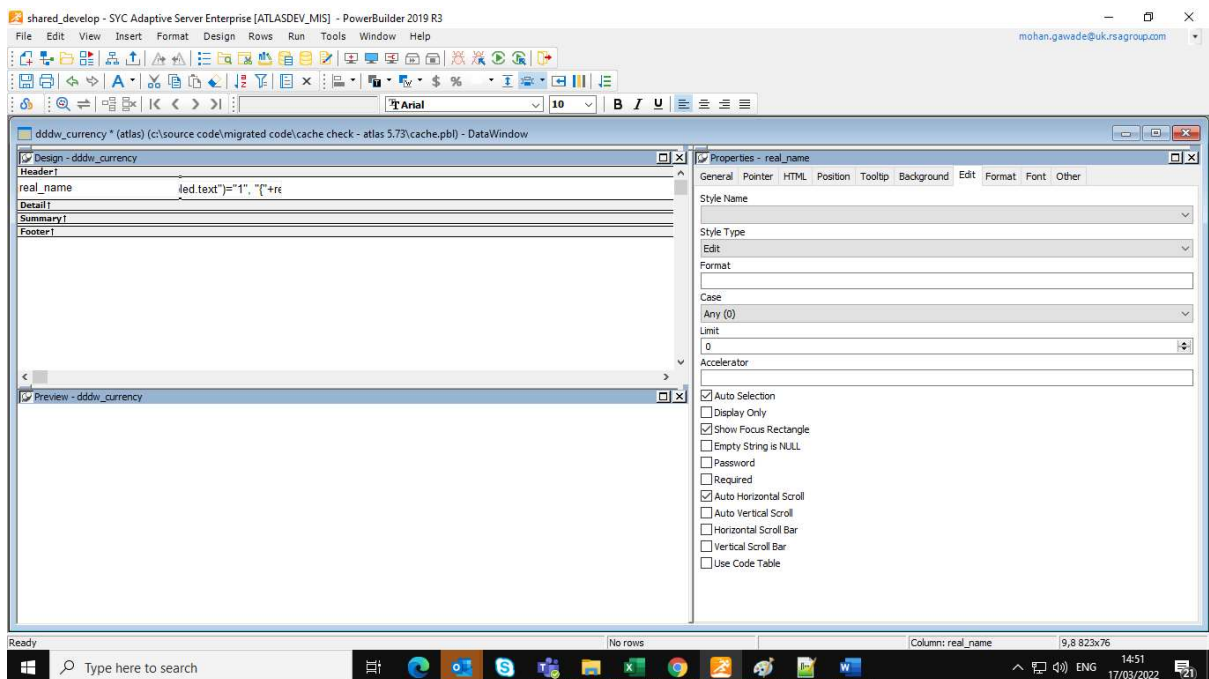 shared_develop - SYC Adaptive Server Enterprise [ATLASDEV_MIS] - PowerBuilder 2019 R3
File Edit View Insert Format Design Rows Run Tools Window Help
mohan.gawade@uk.rsagroup.com
Arial 10 B I U
dddw_currency * (atlas) (c:\source code\migrated code\cache check - atlas 5.73\cache.pbl) - DataWindow
Design - dddw_currency
Header↑
real_name led.text")="1", "{"+re
Detail↑
Summary↑
Footer↑
Preview - dddw_currency
Properties - real_name
General Pointer HTML Position Tooltip Background Edit Format Font Other
Style Name
Style Type
Edit
Format
Case
Any (0)
Limit
0
Accelerator
Auto Selection
Display Only
Show Focus Rectangle
Empty String is NULL
Password
Required
Auto Horizontal Scroll
Auto Vertical Scroll
Horizontal Scroll Bar
Vertical Scroll Bar
Use Code Table
Ready No rows Column: real_name 9,8 823x76
Type here to search
ENG 14:51
17/03/2022
21